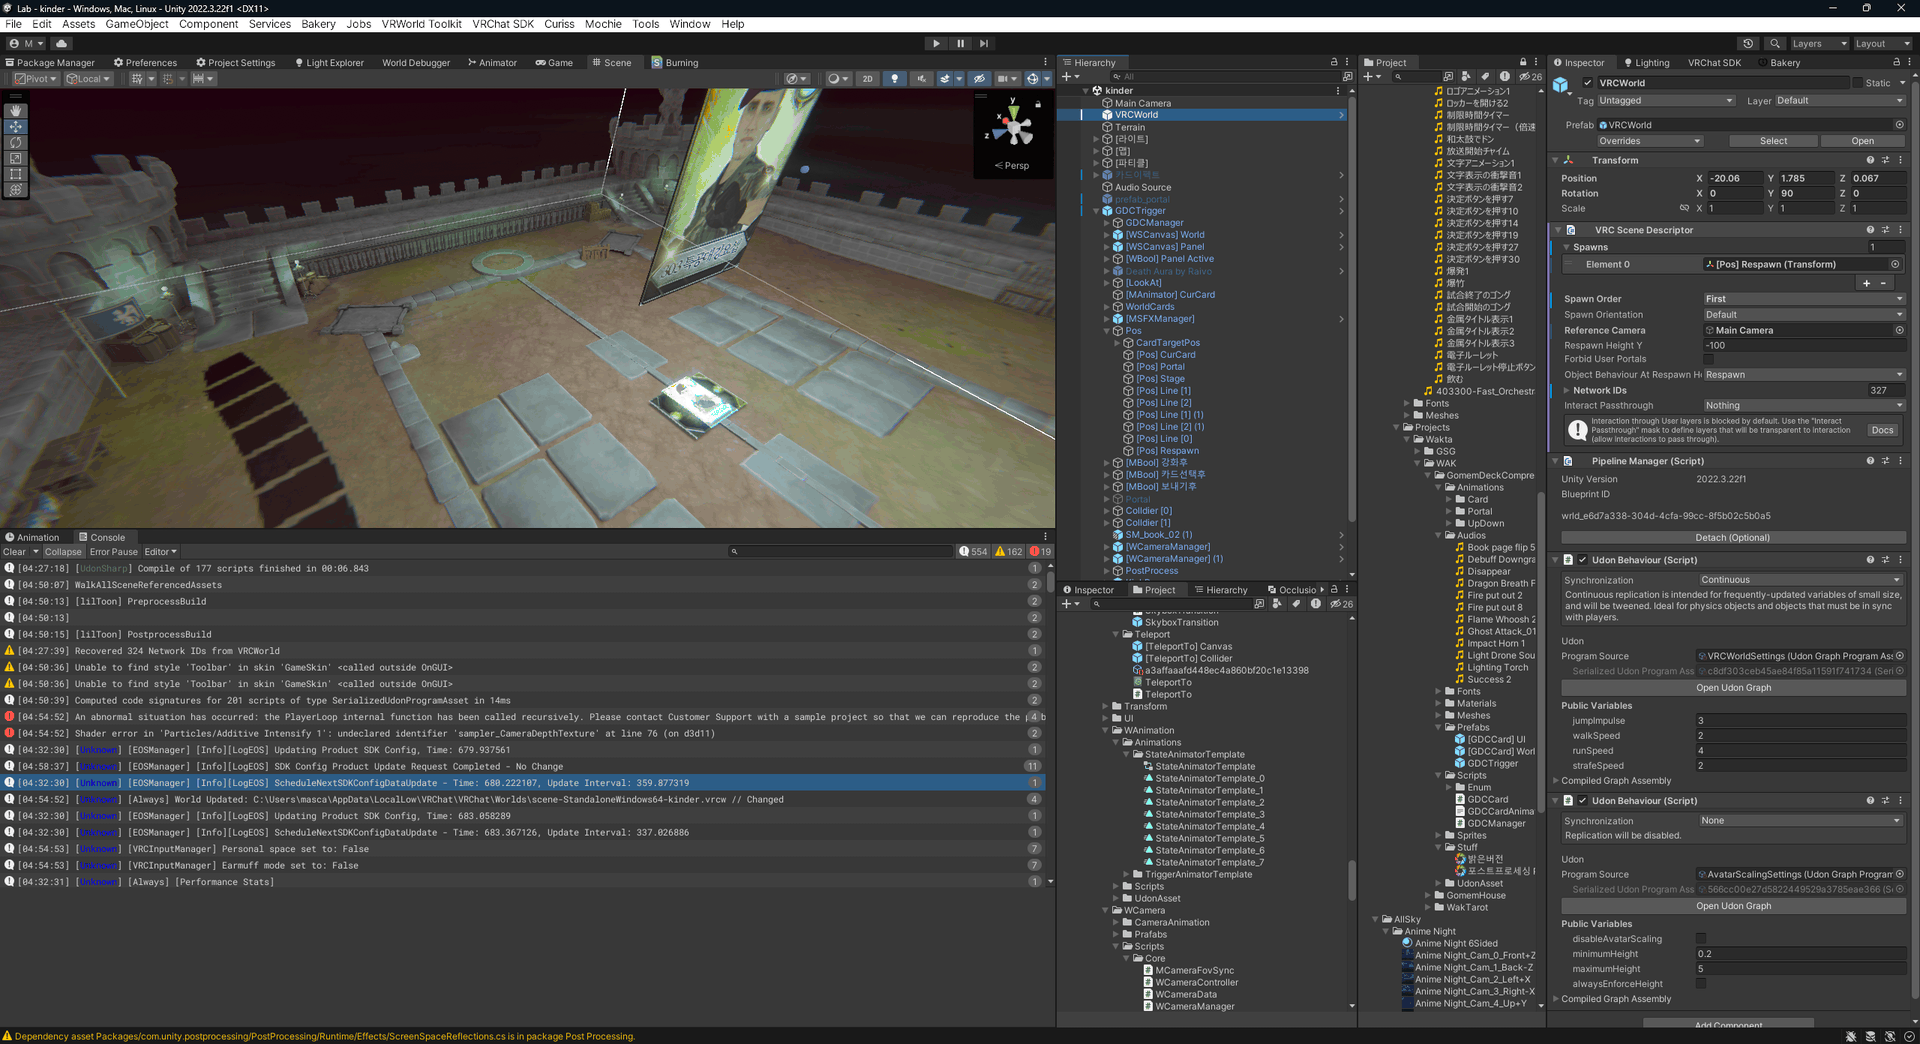 Lab - kinder - Windows, Mac, Linux - Unity 2022.3.22f1 <DX11>
File Edit Assets GameObject Component Services Bakery Jobs VRWorld Toolkit VRChat SDK Curiss Mochie Tools Window Help
M
Layers Layout
Package Manager Preferences Project Settings Light Explorer World Debugger Animator Game Scene Burning
Pivot Local 2D
Persp
Animation Console
Clear Collapse Error Pause Editor 554 162 19
[04:27:18] [UdonSharp] Compile of 177 scripts finished in 00:06.843 1
[04:50:07] WalkAllSceneReferencedAssets 2
[04:50:13] [lilToon] PreprocessBuild 2
[04:50:13] 2
[04:50:15] [lilToon] PostprocessBuild 2
[04:27:39] Recovered 324 Network IDs from VRCWorld 1
[04:50:36] Unable to find style 'Toolbar' in skin 'GameSkin' <called outside OnGUI> 2
[04:50:36] Unable to find style 'Toolbar' in skin 'GameSkin' <called outside OnGUI> 2
[04:50:39] Computed code signatures for 201 scripts of type SerializedUdonProgramAsset in 14ms 2
[04:54:52] An abnormal situation has occurred: the PlayerLoop internal function has been called recursively. Please contact Customer Support with a sample project so that we can reproduce the p 4
[04:54:52] Shader error in 'Particles/Additive Intensify 1': undeclared identifier 'sampler_CameraDepthTexture' at line 76 (on d3d11) 2
[04:32:30] [Unknown] [EOSManager] [Info][LogEOS] Updating Product SDK Config, Time: 679.937561 1
[04:58:37] [Unknown] [EOSManager] [Info][LogEOS] SDK Config Product Update Request Completed - No Change 11
[04:32:30] [Unknown] [EOSManager] [Info][LogEOS] ScheduleNextSDKConfigDataUpdate - Time: 680.222107, Update Interval: 359.877319 1
[04:54:52] [Unknown] [Always] World Updated: C:\Users\masca\AppData\LocalLow\VRChat\VRChat\Worlds\scene-StandaloneWindows64-kinder.vrcw // Changed 4
[04:32:30] [Unknown] [EOSManager] [Info][LogEOS] Updating Product SDK Config, Time: 683.058289 1
[04:32:30] [Unknown] [EOSManager] [Info][LogEOS] ScheduleNextSDKConfigDataUpdate - Time: 683.367126, Update Interval: 337.026886 1
[04:54:53] [Unknown] [VRCInputManager] Personal space set to: False 7
[04:54:53] [Unknown] [VRCInputManager] Earmuff mode set to: False 7
[04:32:31] [Unknown] [Always] [Performance Stats] 1
Dependency asset Packages/com.unity.postprocessing/PostProcessing/Runtime/Effects/ScreenSpaceReflections.cs is in package Post Processing.
Hierarchy
All
kinder
Main Camera
VRCWorld
Terrain
[라이트]
[맵]
[파티클]
카드이펙트
Audio Source
prefab_portal
GDCTrigger
GDCManager
[WSCanvas] World
[WSCanvas] Panel
[WBool] Panel Active
Death Aura by Raivo
[LookAt]
[MAnimator] CurCard
WorldCards
[MSFXManager]
Pos
CardTargetPos
[Pos] CurCard
[Pos] Portal
[Pos] Stage
[Pos] Line [1]
[Pos] Line [2]
[Pos] Line [1] (1)
[Pos] Line [2] (1)
[Pos] Line [0]
[Pos] Respawn
[MBool] 강화후
[MBool] 카드선택후
[MBool] 보내기후
Portal
Colldier [0]
Colldier [1]
SM_book_02 (1)
[WCameraManager]
[WCameraManager] (1)
PostProcess
Inspector Project Hierarchy Occlusio
26
SkyboxTransition
SkyboxTransition
Teleport
[TeleportTo] Canvas
[TeleportTo] Collider
a3affaafd448ec4a860bf20c1e13398
TeleportTo
TeleportTo
Transform
UI
WAnimation
Animations
StateAnimatorTemplate
StateAnimatorTemplate
StateAnimatorTemplate_0
StateAnimatorTemplate_1
StateAnimatorTemplate_2
StateAnimatorTemplate_3
StateAnimatorTemplate_4
StateAnimatorTemplate_5
StateAnimatorTemplate_6
StateAnimatorTemplate_7
TriggerAnimatorTemplate
Scripts
UdonAsset
WCamera
CameraAnimation
Prefabs
Scripts
Core
MCameraFovSync
WCameraController
WCameraData
WCameraManager
Project
26
ロゴアニメーション1
ロッカーを開ける2
制限時間タイマー
制限時間タイマー（倍速
和太鼓でドン
放送開始チャイム
文字アニメーション1
文字表示の衝撃音1
文字表示の衝撃音2
決定ボタンを押す7
決定ボタンを押す10
決定ボタンを押す14
決定ボタンを押す19
決定ボタンを押す27
決定ボタンを押す30
爆発1
爆竹
試合終了のゴング
試合開始のゴング
金属タイトル表示1
金属タイトル表示2
金属タイトル表示3
電子ルーレット
電子ルーレット停止ボタン
飲む
403300-Fast_Orchestr
Fonts
Meshes
Projects
Wakta
GSG
WAK
GomemDeckCompre
Animations
Card
Portal
UpDown
Audios
Book page flip 5
Debuff Downgra
Disappear
Dragon Breath F
Fire put out 2
Fire put out 8
Flame Whoosh 2
Ghost Attack_01
Impact Horn 1
Light Drone Sou
Lighting Torch
Success 2
Fonts
Materials
Meshes
Prefabs
[GDCCard] UI
[GDCCard] Worl
GDCTrigger
Scripts
Enum
GDCCard
GDCCardAnima
GDCManager
Sprites
Stuff
밝은버전
포스트프로세싱
UdonAsset
GomemHouse
WakTarot
AllSky
Anime Night
Anime Night 6Sided
Anime Night_Cam_0_Front+Z
Anime Night_Cam_1_Back-Z
Anime Night_Cam_2_Left+X
Anime Night_Cam_3_Right-X
Anime Night_Cam_4_Up+Y
Inspector Lighting VRChat SDK Bakery
VRCWorld Static
Tag Untagged Layer Default
Prefab VRCWorld
Overrides Select Open
Transform
Position X -20.06 Y 1.785 Z 0.067
Rotation X 0 Y 90 Z 0
Scale X 1 Y 1 Z 1
VRC Scene Descriptor
Spawns 1
Element 0 [Pos] Respawn (Transform)
+ -
Spawn Order First
Spawn Orientation Default
Reference Camera Main Camera
Respawn Height Y -100
Forbid User Portals
Object Behaviour At Respawn He Respawn
Network IDs 327
Interact Passthrough Nothing
Interaction through User layers is blocked by default. Use the "Interact Passthrough" mask to define layers that will be transparent to interaction (allow interactions to pass through). Docs
Pipeline Manager (Script)
Unity Version 2022.3.22f1
Blueprint ID
wrld_e6d7a338-304d-4cfa-99cc-8f5b02c5b0a5
Detach (Optional)
Udon Behaviour (Script)
Synchronization Continuous
Continuous replication is intended for frequently-updated variables of small size,
and will be tweened. Ideal for physics objects and objects that must be in sync
with players.
Udon
Program Source VRCWorldSettings (Udon Graph Program Ass
Serialized Udon Program Ass c8df303ceb45ae84f85a11591f741734 (Seri
Open Udon Graph
Public Variables
jumpImpulse 3
walkSpeed 2
runSpeed 4
strafeSpeed 2
Compiled Graph Assembly
Udon Behaviour (Script)
Synchronization None
Replication will be disabled.
Udon
Program Source AvatarScalingSettings (Udon Graph Program
Serialized Udon Program Ass 566cc00e27d5822449529a3785eae366 (Se
Open Udon Graph
Public Variables
disableAvatarScaling
minimumHeight 0.2
maximumHeight 5
alwaysEnforceHeight
Compiled Graph Assembly
Add Component